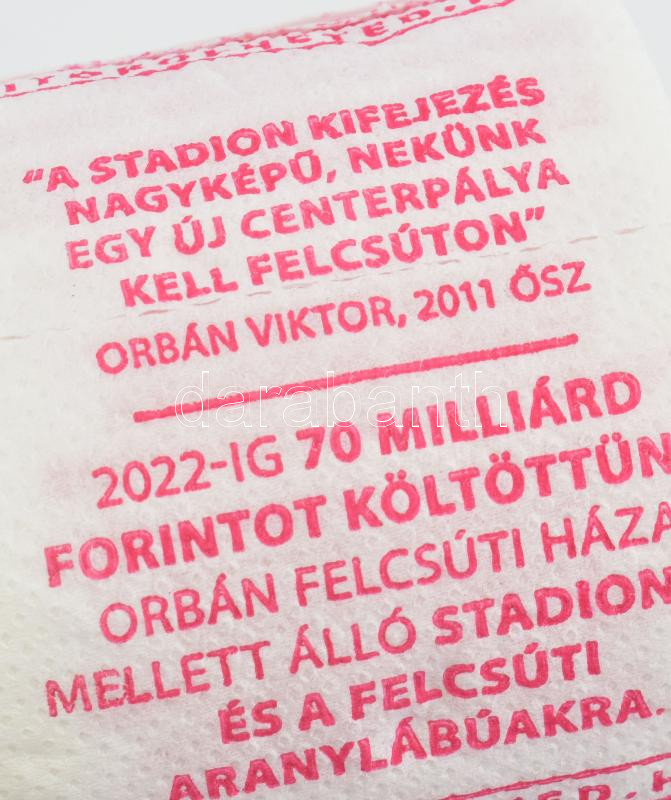 “A STADION KIFEJEZÉS
NAGYKÉPŰ, NEKÜNK
EGY ÚJ CENTERPÁLYA
KELL FELCSÚTON”
ORBÁN VIKTOR, 2011 ŐSZ
darabanth
2022-IG 70 MILLIÁRD
FORINTOT KÖLTÖTTÜN
ORBÁN FELCSÚTI HÁZA
MELLETT ÁLLÓ STADION
ÉS A FELCSÚTI
ARANYLÁBÚAKRA.